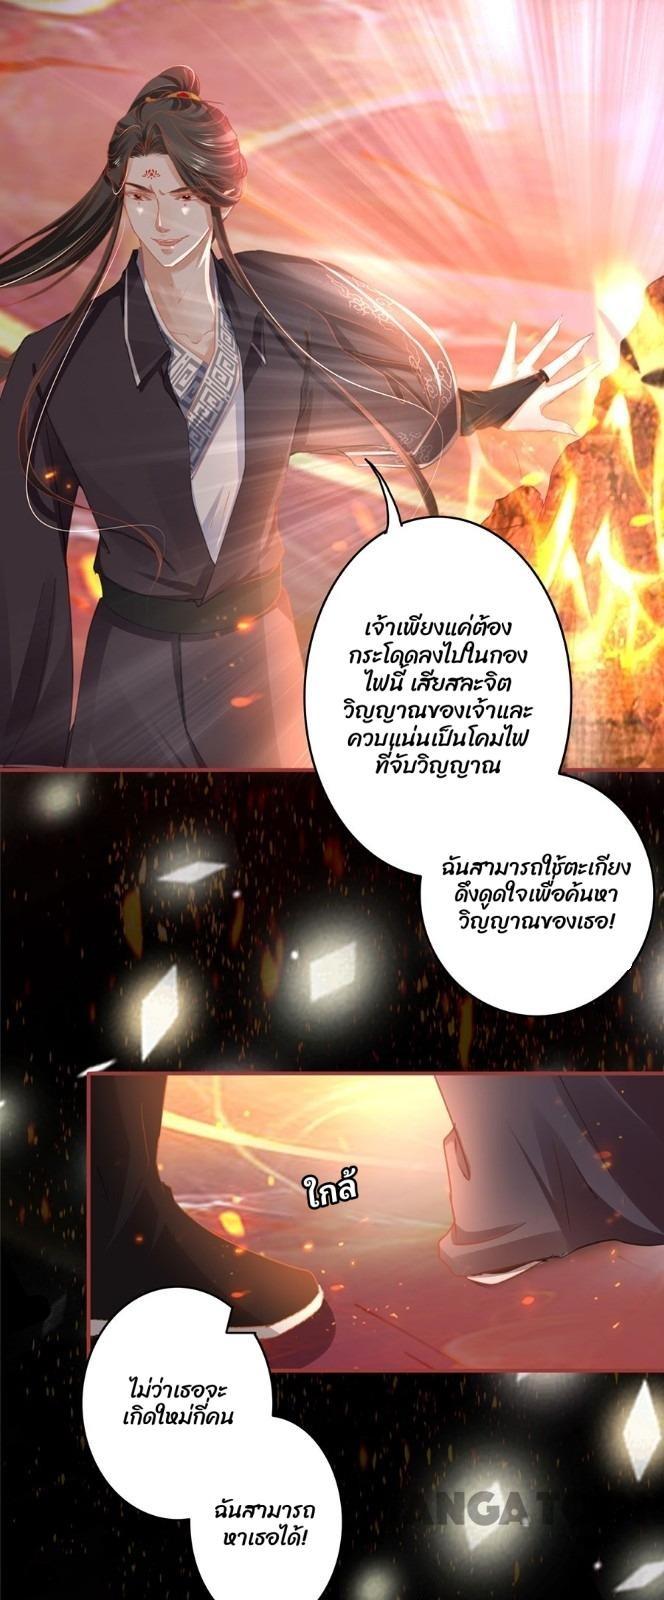 เจ้าเพียงแค่ต้อง
กระโดดลงไปในกอง
ไฟนี้ เสียสละจิต
วิญญาณของเจ้าและ
ควบแน่นเป็นโคมไฟ
ที่จับวิญญาณ
ฉันสามารถใช้ตะเกียง
ดึงดูดใจเพื่อค้นหา
วิญญาณของเธอ!
ใกล้
ไม่ว่าเธอจะ
เกิดใหม่กี่คน
ฉันสามารถ
หาเธอได้!